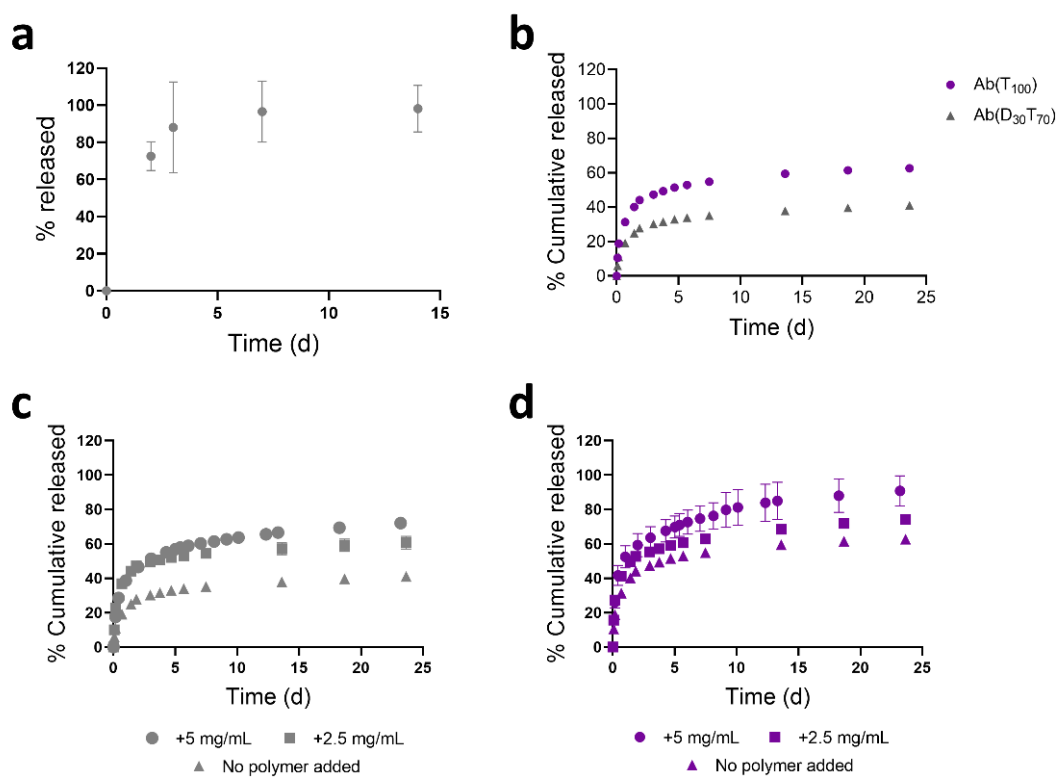 a
120
100
80
60
40
20
0
% released
0 5 10 15
Time (d)
b
120
100
80
60
40
20
0
% Cumulative released
0 5 10 15 20 25
Time (d)
Ab(T100)
Ab(D30T70)
c
120
100
80
60
40
20
0
% Cumulative released
0 5 10 15 20 25
Time (d)
+5 mg/mL +2.5 mg/mL
No polymer added
d
120
100
80
60
40
20
0
% Cumulative released
0 5 10 15 20 25
Time (d)
+5 mg/mL +2.5 mg/mL
No polymer added